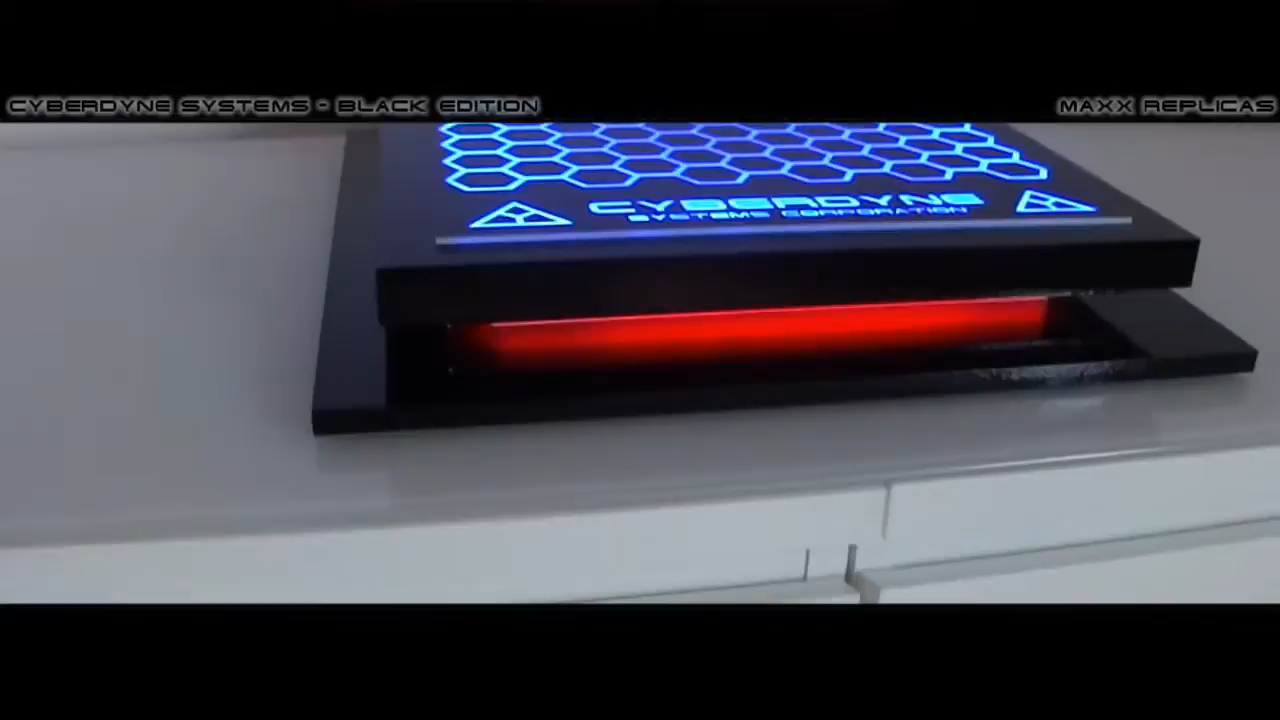 CYBERDYNE SYSTEMS - BLACK EDITION
MAXX REPLICAS
CYBERDYNE
SYSTEMS CORPORATION